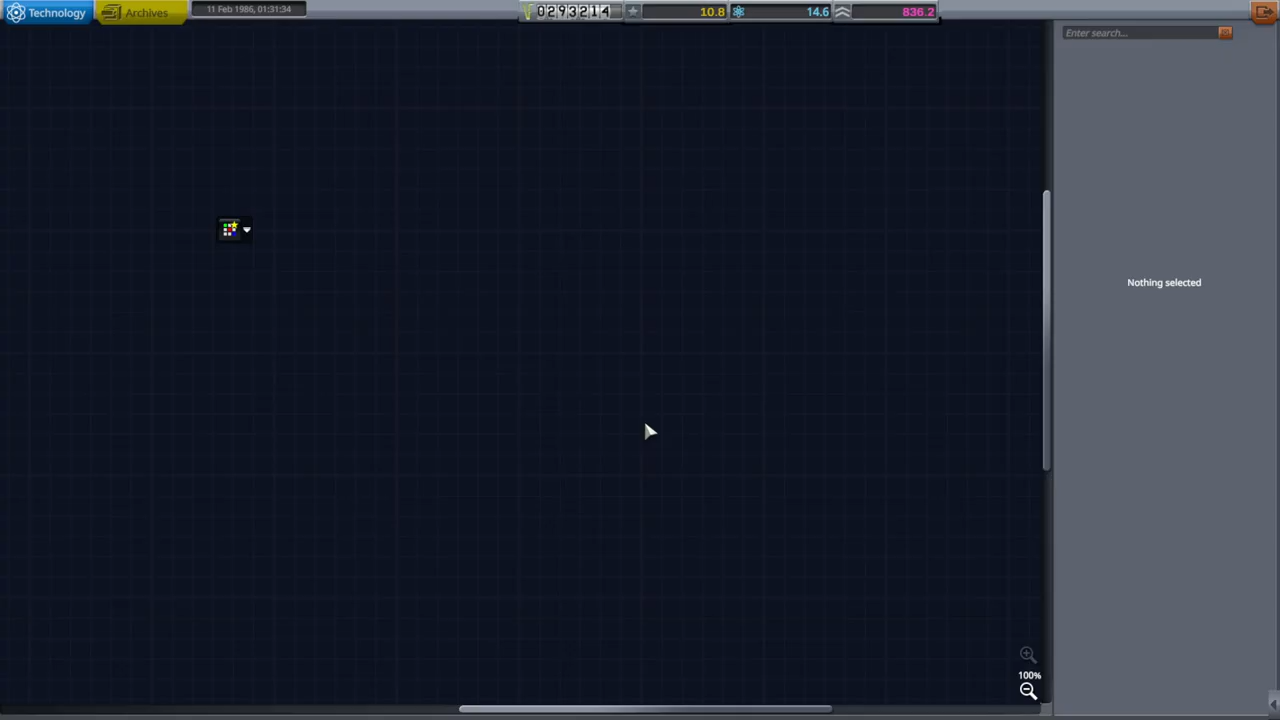 Technology
Archives
11 Feb 1986, 01:31:34
0293214
10.8
14.6
836.2
Enter search...
Nothing selected
100%